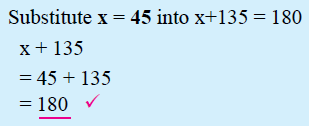 Substitute x = 45 into x+135 = 180
x + 135
= 45 + 135
= 180 ✓